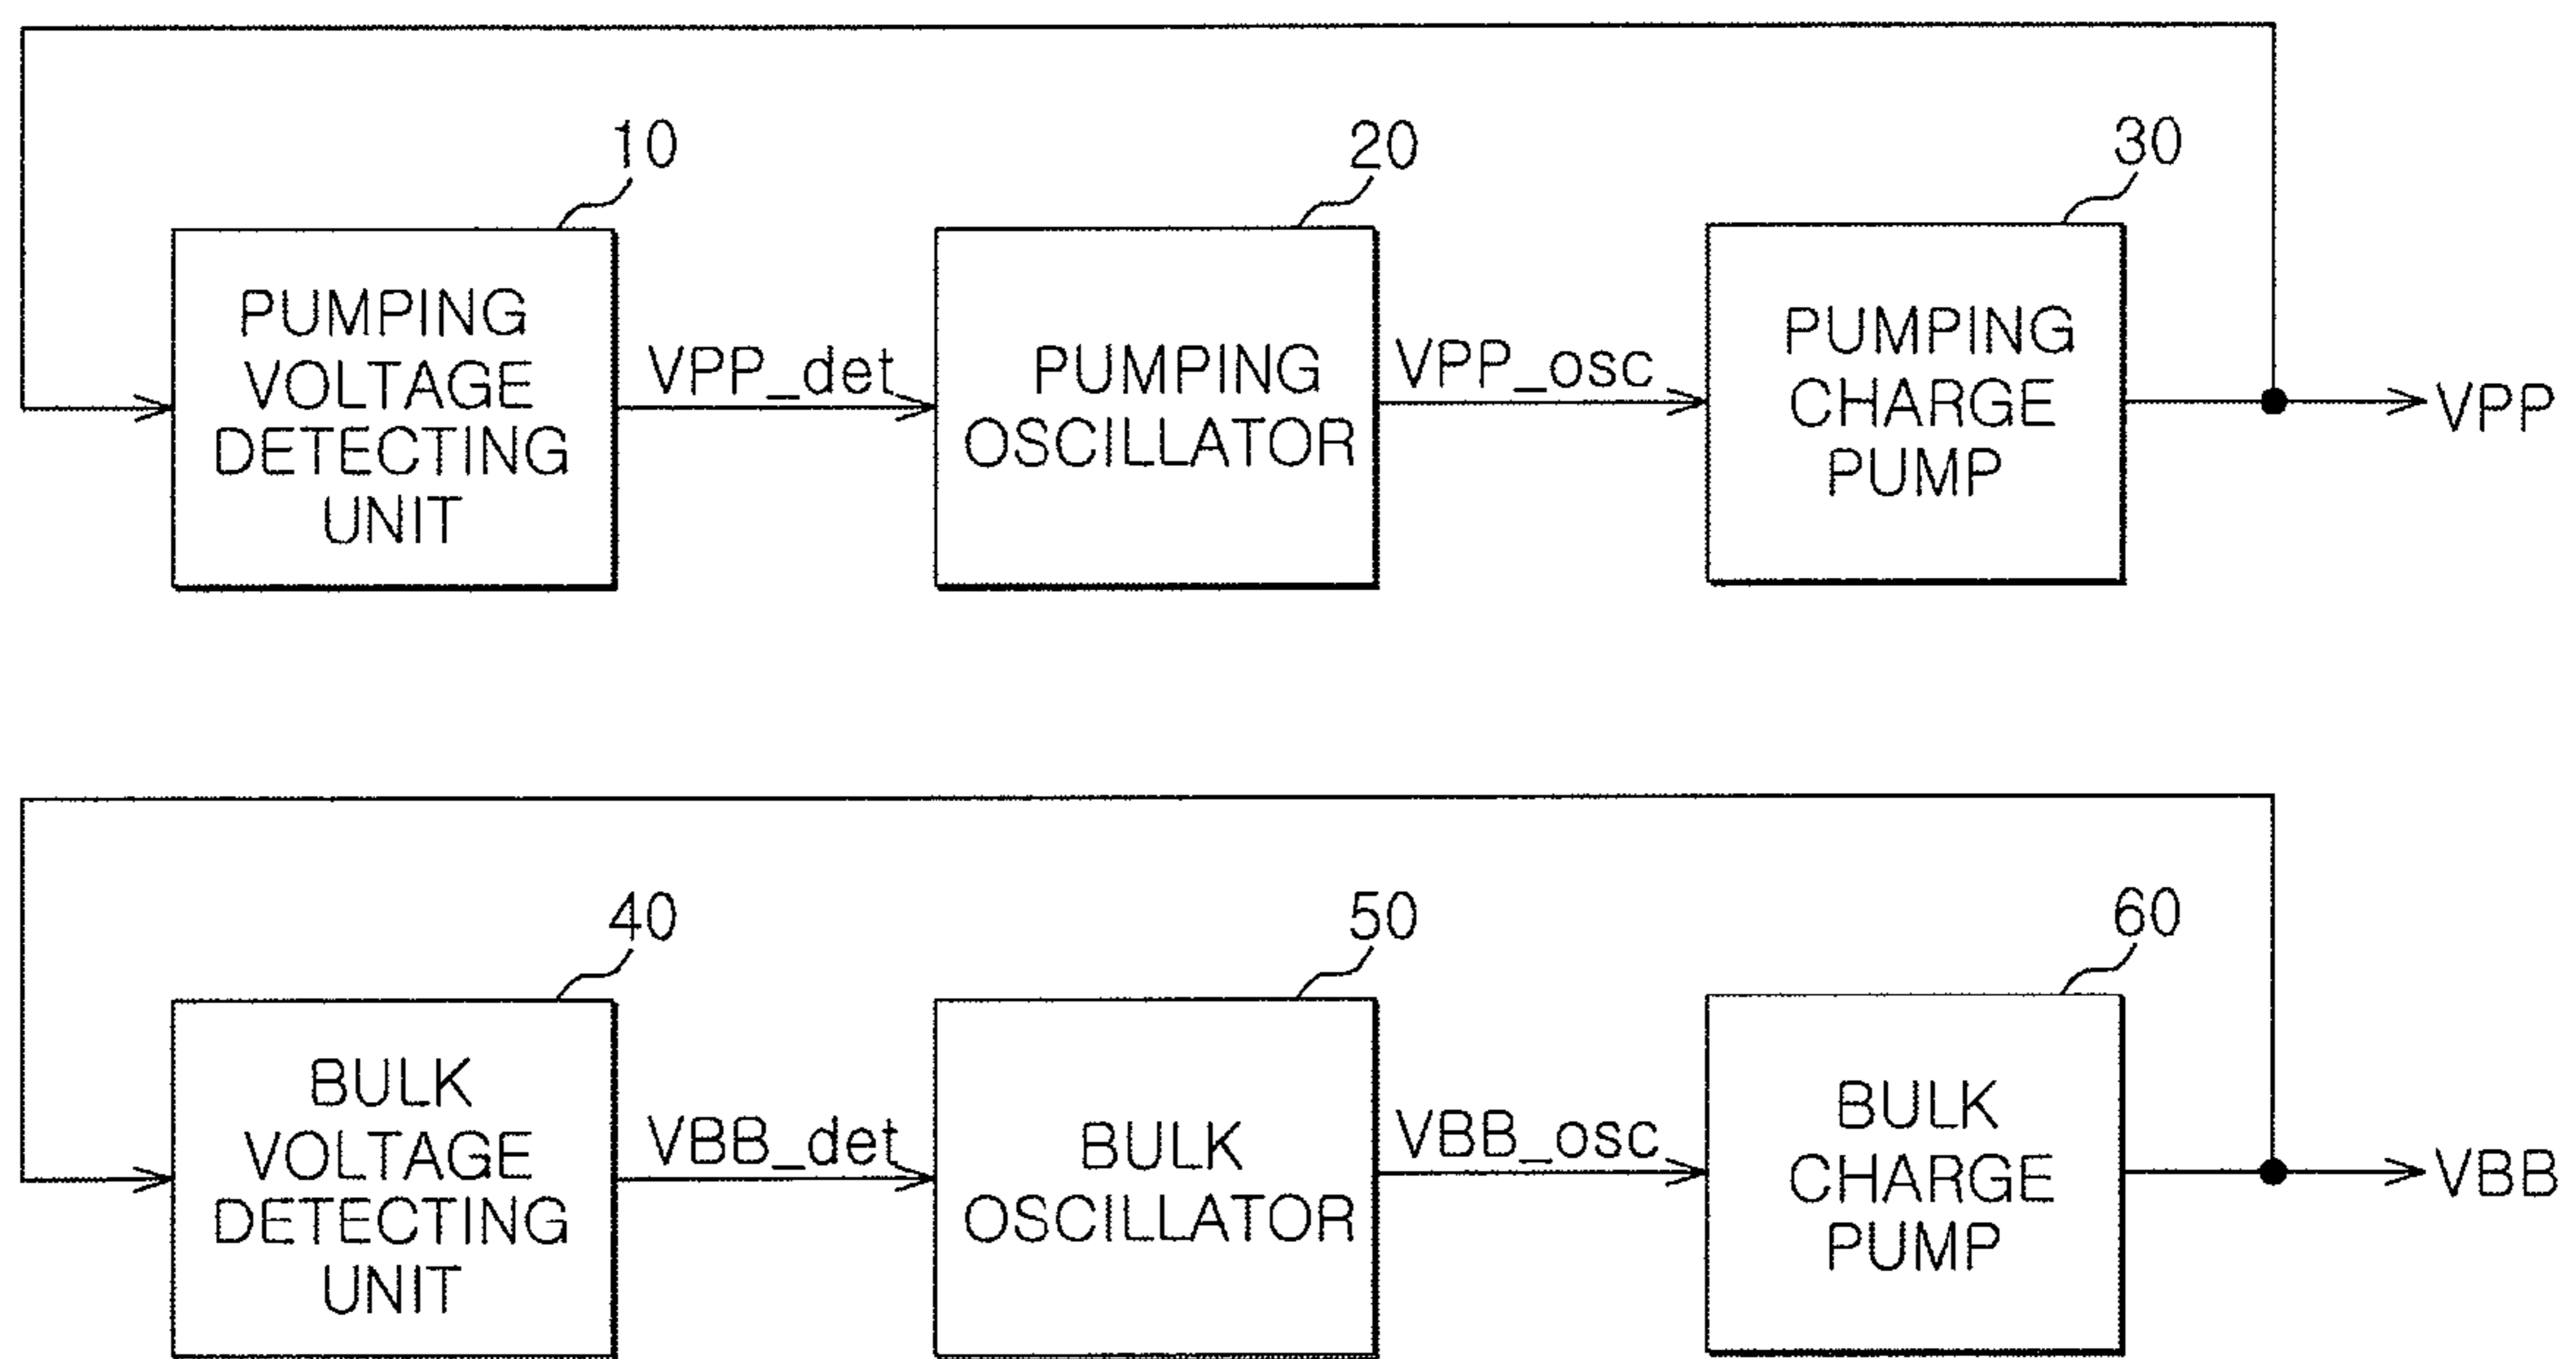 10
20
30
PUMPING
VOLTAGE
DETECTING
UNIT
VPP_det
PUMPING
OSCILLATOR
VPP_osc
PUMPING
CHARGE
PUMP
VPP
40
50
60
BULK
VOLTAGE
DETECTING
UNIT
VBB_det
BULK
OSCILLATOR
VBB_osc
BULK
CHARGE
PUMP
VBB